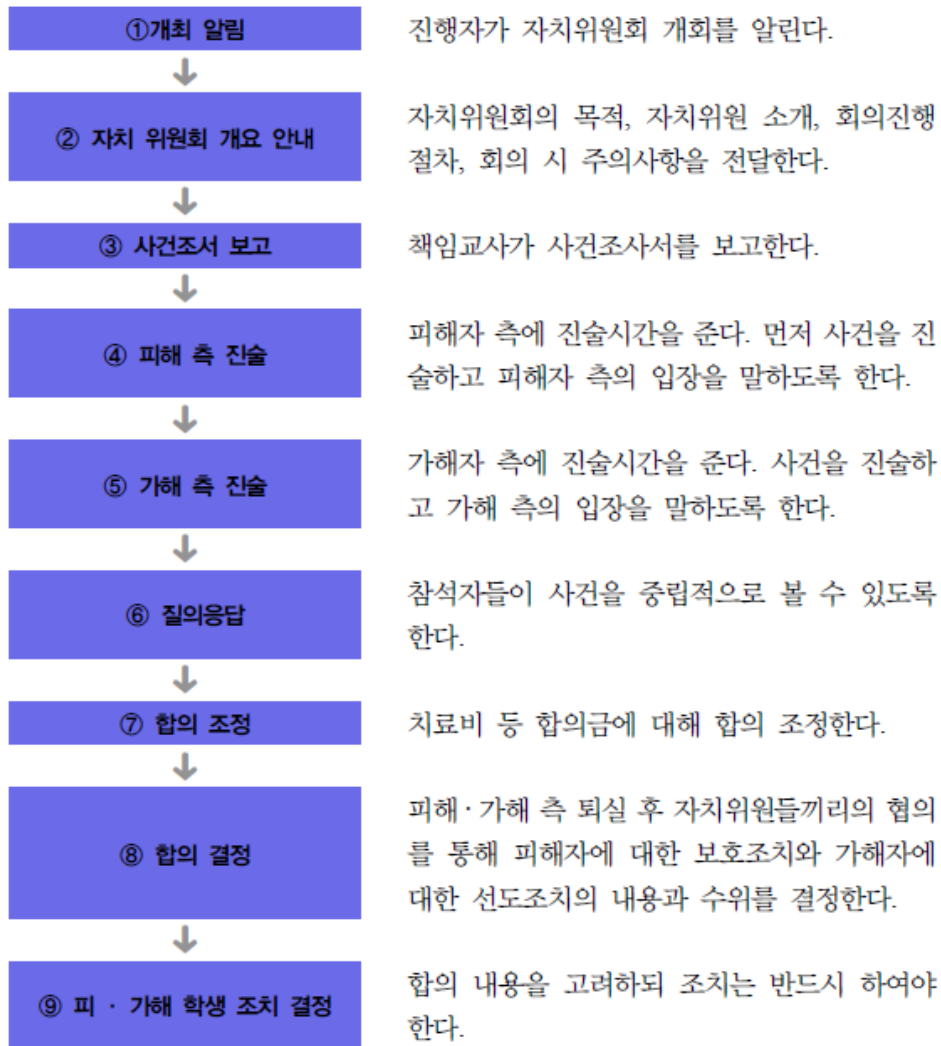 ①개최 알림
진행자가 자치위원회 개회를 알린다.
② 자치 위원회 개요 안내
자치위원회의 목적, 자치위원 소개, 회의진행
절차, 회의 시 주의사항을 전달한다.
③ 사건조서 보고
책임교사가 사건조사서를 보고한다.
④ 피해 측 진술
피해자 측에 진술시간을 준다. 먼저 사건을 진
술하고 피해자 측의 입장을 말하도록 한다.
⑤ 가해 측 진술
가해자 측에 진술시간을 준다. 사건을 진술하
고 가해 측의 입장을 말하도록 한다.
⑥ 질의응답
참석자들이 사건을 중립적으로 볼 수 있도록
한다.
⑦ 합의 조정
치료비 등 합의금에 대해 합의 조정한다.
⑧ 합의 결정
피해·가해 측 퇴실 후 자치위원들끼리의 협의
를 통해 피해자에 대한 보호조치와 가해자에
대한 선도조치의 내용과 수위를 결정한다.
⑨ 피 · 가해 학생 조치 결정
합의 내용을 고려하되 조치는 반드시 하여야
한다.